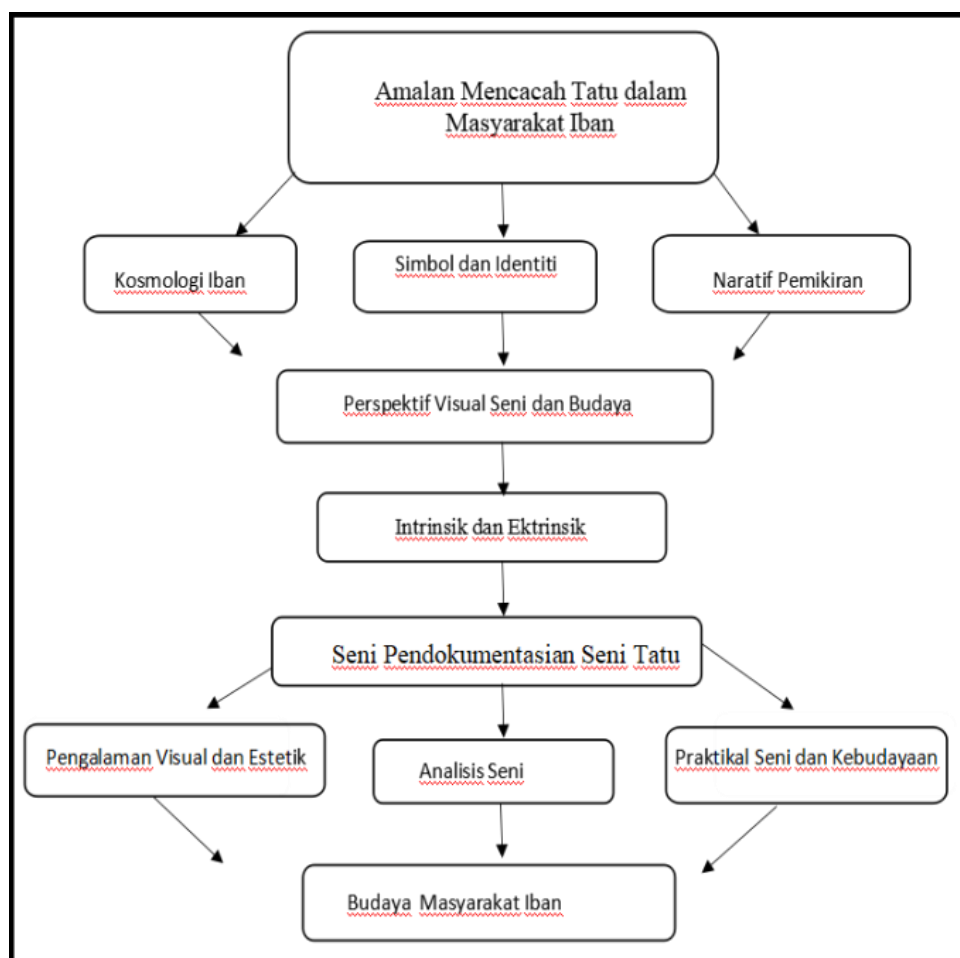 Amalan Mencacah Tatu dalam
Masyarakat Iban
Kosmologi Iban
Simbol dan Identiti
Naratif Pemikiran
Perspektif Visual Seni dan Budaya
Intrinsik dan Ektrinsik
Seni Pendokumentasian Seni Tatu
Pengalaman Visual dan Estetik
Analisis Seni
Praktikal Seni dan Kebudayaan
Budaya Masyarakat Iban